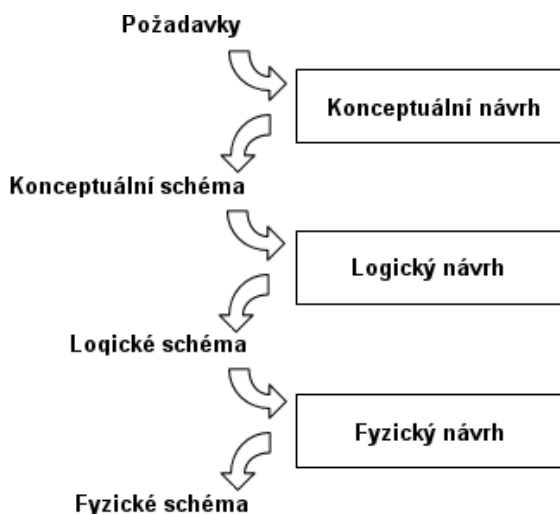 Požadavky
Konceptuální návrh
Konceptuální schéma
Logický návrh
Logické schéma
Fyzický návrh
Fyzické schéma